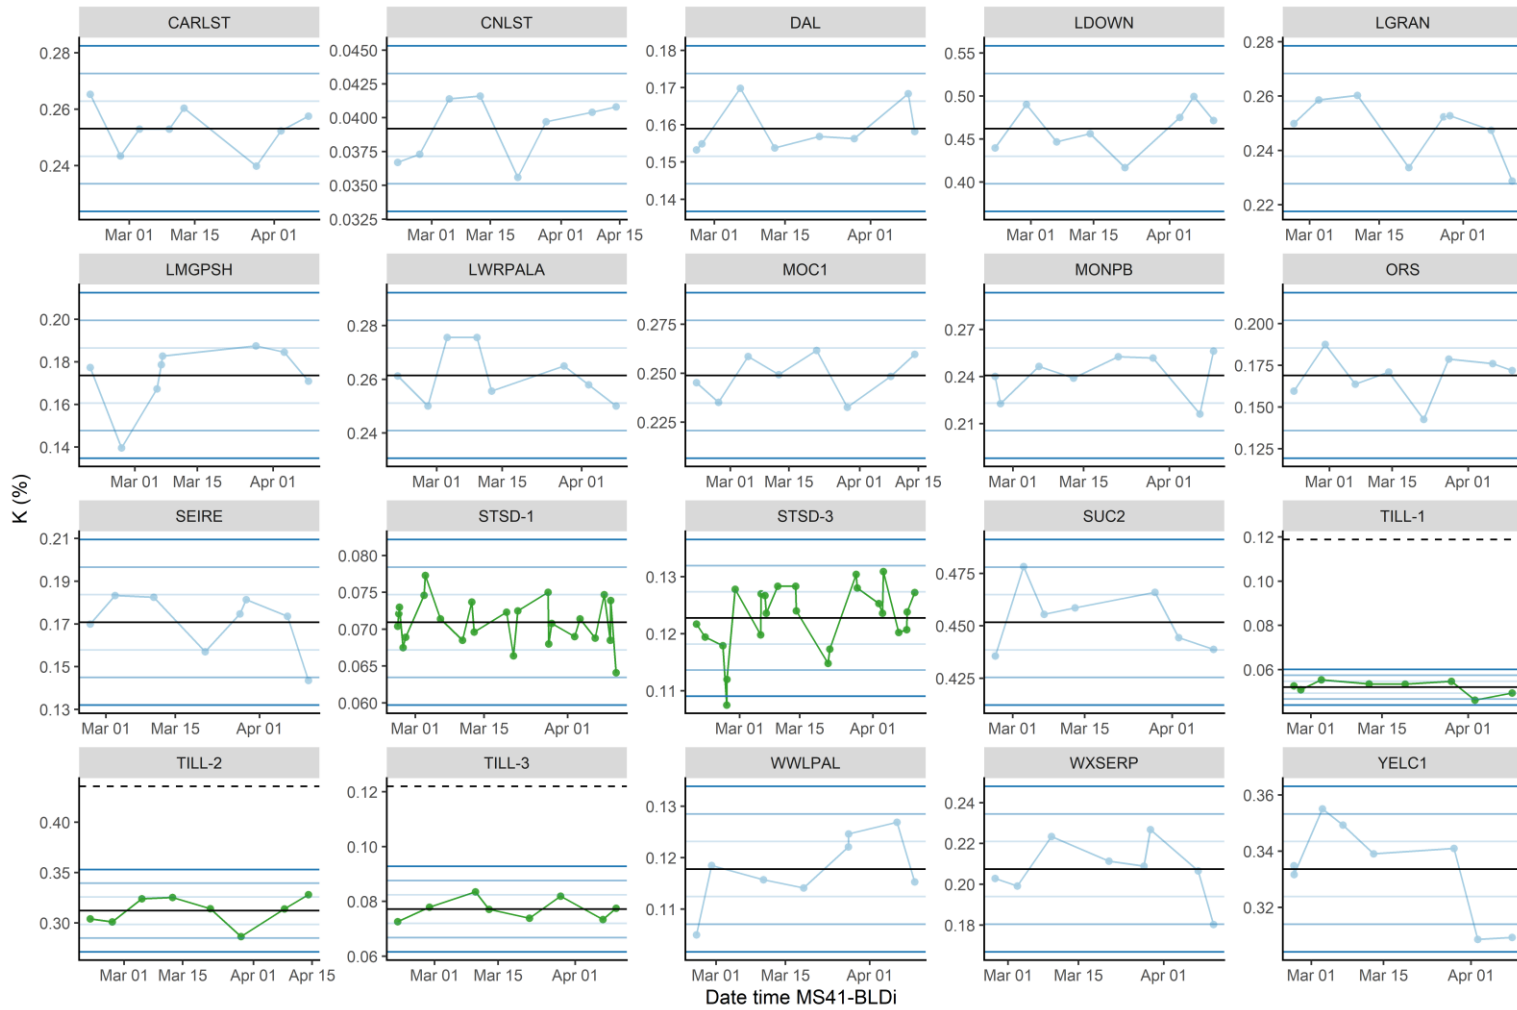 CARLST CNLST DAL LDOWN LGRAN
0.28 0.26 0.24
0.0450 0.0425 0.0400 0.0375 0.0350 0.0325
0.18 0.17 0.16 0.15 0.14
0.55 0.50 0.45 0.40
0.28 0.26 0.24 0.22
Mar 01 Mar 15 Apr 01
Mar 01 Mar 15 Apr 01 Apr 15
Mar 01 Mar 15 Apr 01
Mar 01 Mar 15 Apr 01
Mar 01 Mar 15 Apr 01
LMGPSH LWRPALA MOC1 MONPB ORS
0.20 0.18 0.16 0.14
0.28 0.26 0.24
0.275 0.250 0.225
0.27 0.24 0.21
0.200 0.175 0.150 0.125
Mar 01 Mar 15 Apr 01
Mar 01 Mar 15 Apr 01
Mar 01 Mar 15 Apr 01 Apr 15
Mar 01 Mar 15 Apr 01
Mar 01 Mar 15 Apr 01
K (%)
SEIRE STSD-1 STSD-3 SUC2 TILL-1
0.21 0.19 0.17 0.15 0.13
0.080 0.075 0.070 0.065 0.060
0.13 0.12 0.11
0.475 0.450 0.425
0.12 0.06
Mar 01 Mar 15 Apr 01
Mar 01 Mar 15 Apr 01
Mar 01 Mar 15 Apr 01
Mar 01 Mar 15 Apr 01
Mar 01 Mar 15 Apr 01
TILL-2 TILL-3 WWLPAL WXSERP YELC1
0.40 0.35 0.30
0.12 0.10 0.08 0.06
0.13 0.12 0.11
0.24 0.22 0.20 0.18
0.36 0.34 0.32
Mar 01 Mar 15 Apr 01 Apr 15
Mar 01 Mar 15 Apr 01
Mar 01 Mar 15 Apr 01
Mar 01 Mar 15 Apr 01
Mar 01 Mar 15 Apr 01
Date time MS41-BLDi